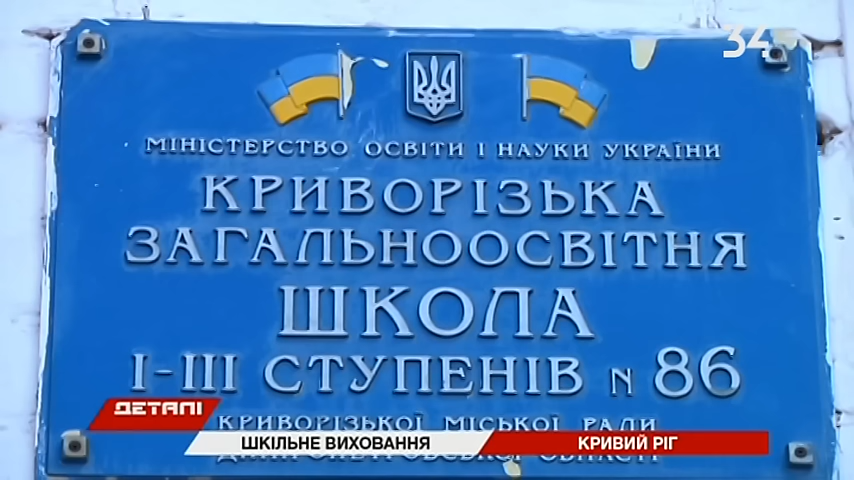 34
МІНІСТЕРСТВО ОСВІТИ І НАУКИ УКРАЇНИ
КРИВОРІЗЬКА
ЗАГАЛЬНООСВІТНЯ
ШКОЛА
І-ІІІ СТУПЕНІВ N 86
КРИВОРІЗЬКОЇ МІСЬКОЇ РАДИ
ДЕТАЛІ
ШКІЛЬНЕ ВИХОВАННЯ КРИВИЙ РІГ